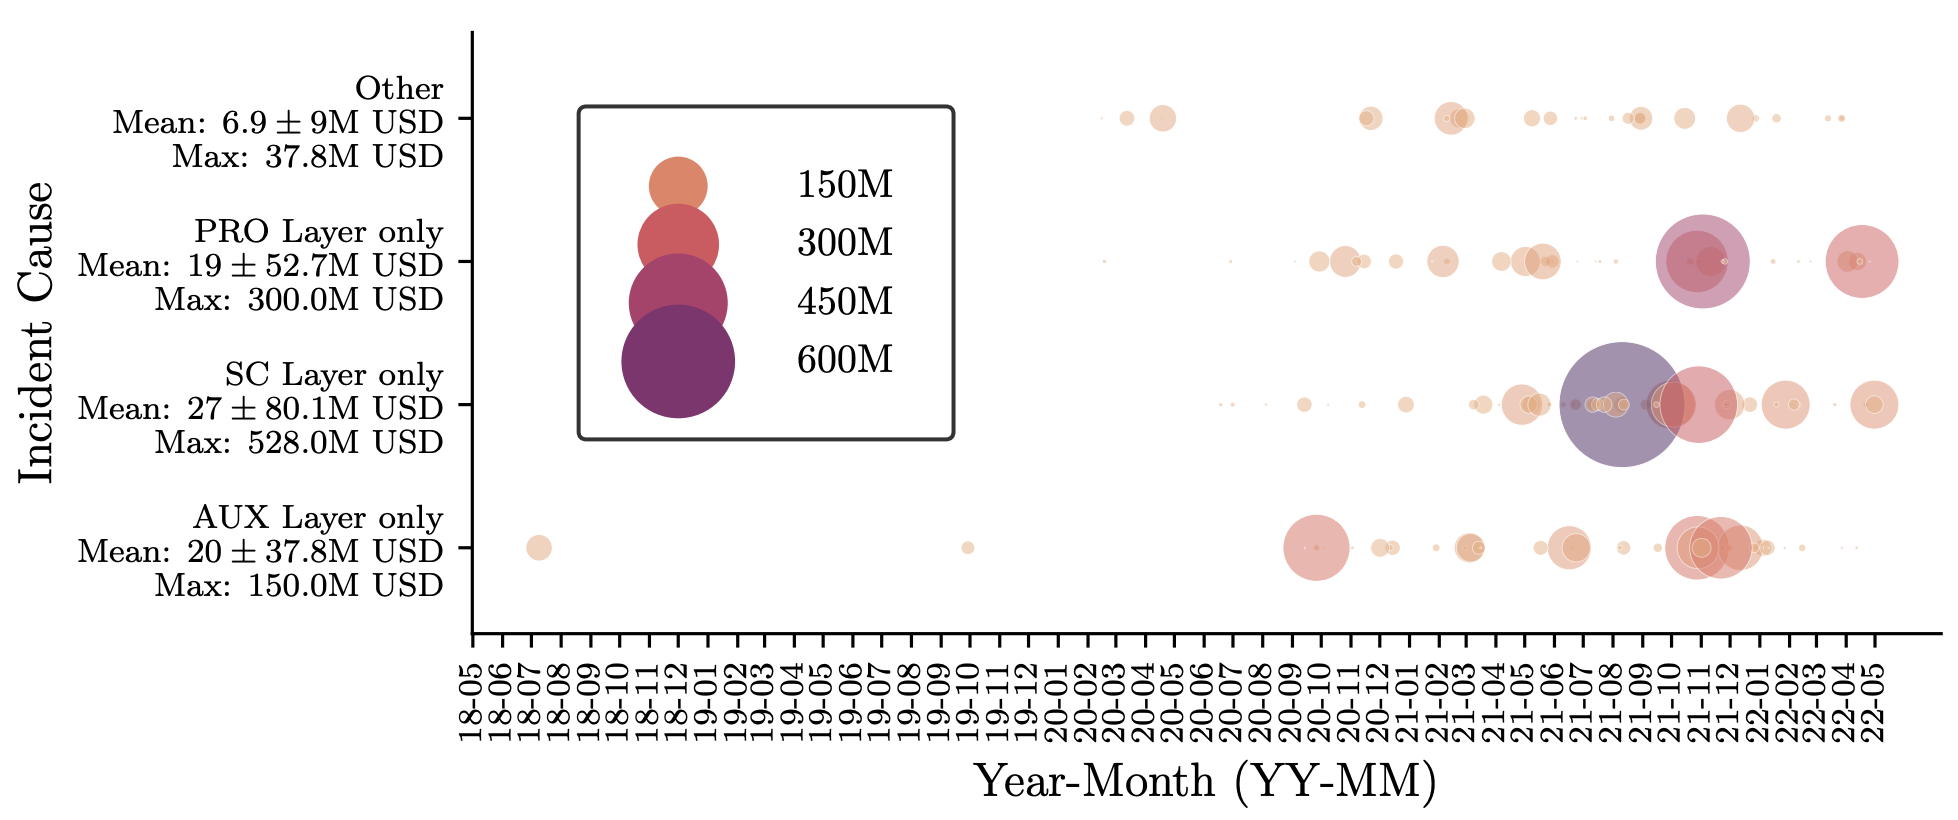 Incident Cause
Other
Mean: 6.9 ± 9M USD
Max: 37.8M USD
PRO Layer only
Mean: 19 ± 52.7M USD
Max: 300.0M USD
SC Layer only
Mean: 27 ± 80.1M USD
Max: 528.0M USD
AUX Layer only
Mean: 20 ± 37.8M USD
Max: 150.0M USD
150M
300M
450M
600M
18-05
18-06
18-07
18-08
18-09
18-10
18-11
18-12
19-01
19-02
19-03
19-04
19-05
19-06
19-07
19-08
19-09
19-10
19-11
19-12
20-01
20-02
20-03
20-04
20-05
20-06
20-07
20-08
20-09
20-10
20-11
20-12
21-01
21-02
21-03
21-04
21-05
21-06
21-07
21-08
21-09
21-10
21-11
21-12
22-01
22-02
22-03
22-04
22-05
Year-Month (YY-MM)